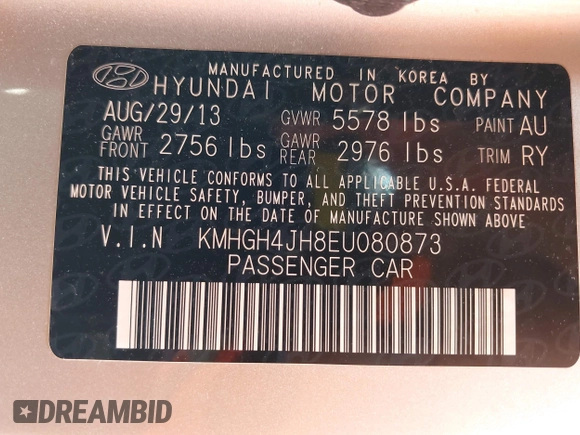 MANUFACTURED IN KOREA BY
HYUNDAI MOTOR COMPANY
AUG/29/13 GVWR 5578 lbs PAINT AU
GAWR FRONT 2756 lbs GAWR REAR 2976 lbs TRIM RY
THIS VEHICLE CONFORMS TO ALL APPLICABLE U.S.A. FEDERAL
MOTOR VEHICLE SAFETY, BUMPER, AND THEFT PREVENTION STANDARDS
IN EFFECT ON THE DATE OF MANUFACTURE SHOWN ABOVE.
V.I.N KMHGH4JH8EU080873
PASSENGER CAR
DREAMBID